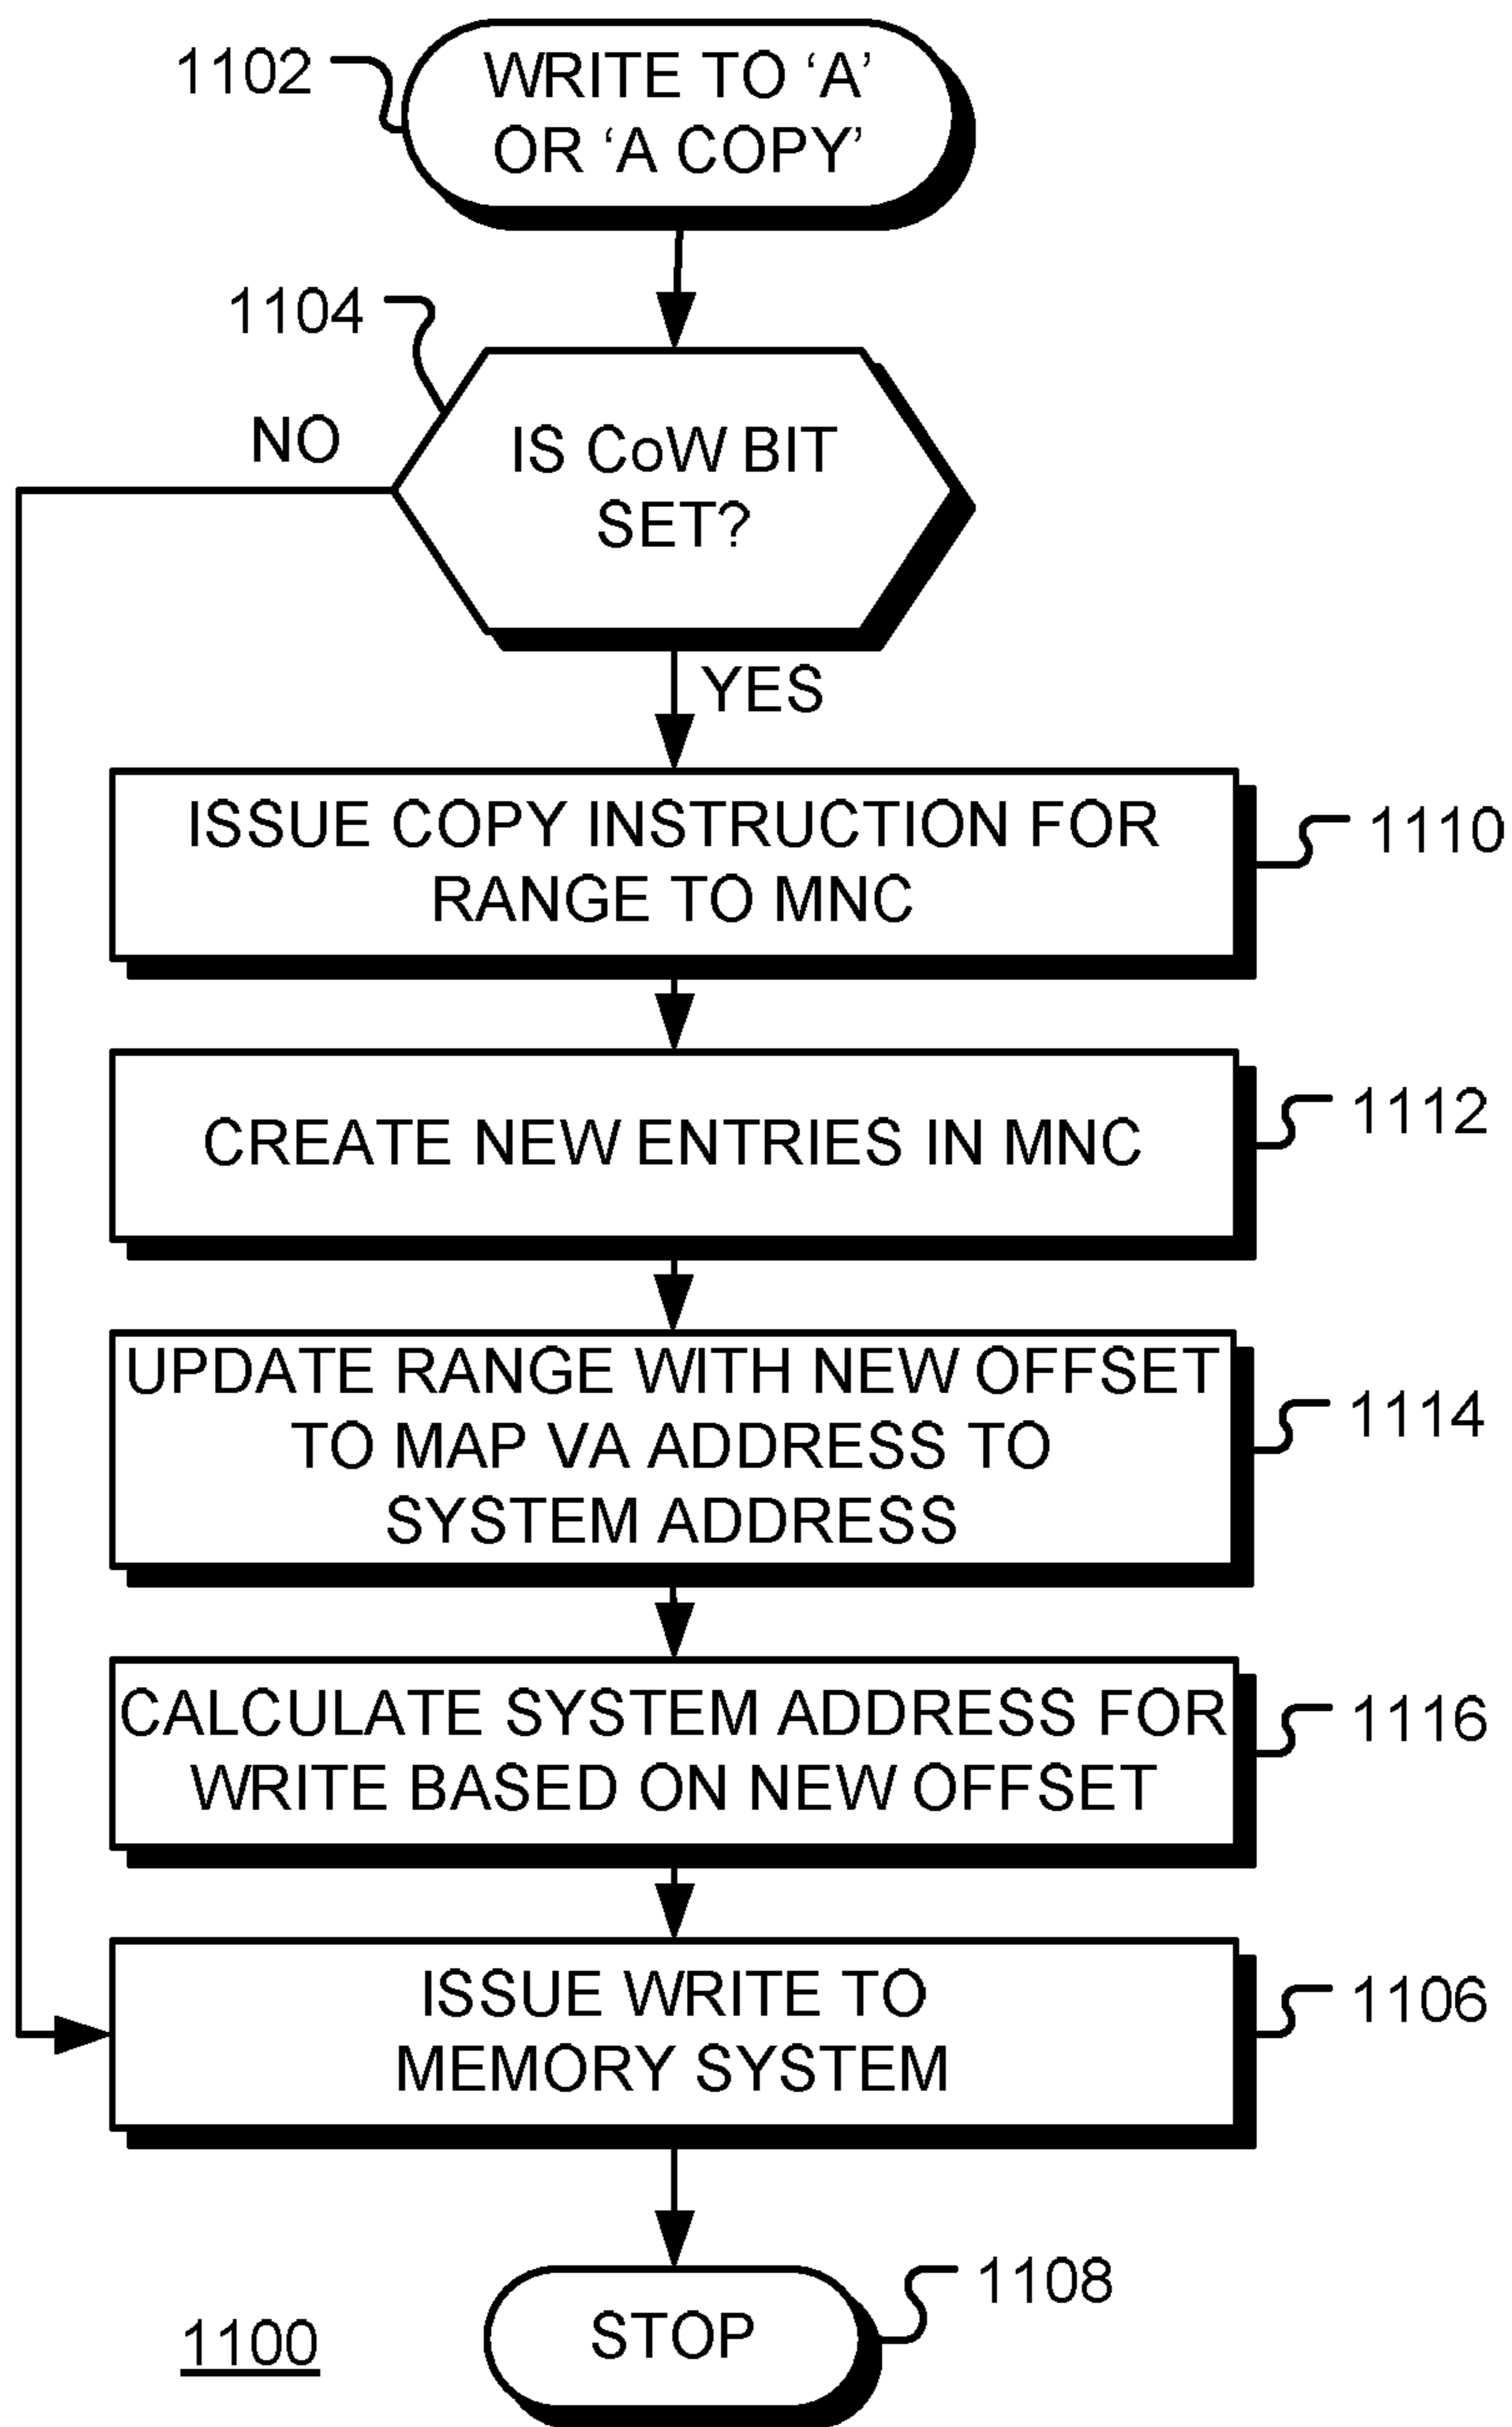 1102
WRITE TO ‘A’
OR ‘A COPY’
1104
NO
IS CoW BIT
SET?
YES
ISSUE COPY INSTRUCTION FOR
RANGE TO MNC
1110
CREATE NEW ENTRIES IN MNC
1112
UPDATE RANGE WITH NEW OFFSET
TO MAP VA ADDRESS TO
SYSTEM ADDRESS
1114
CALCULATE SYSTEM ADDRESS FOR
WRITE BASED ON NEW OFFSET
1116
ISSUE WRITE TO
MEMORY SYSTEM
1106
STOP
1108
1100